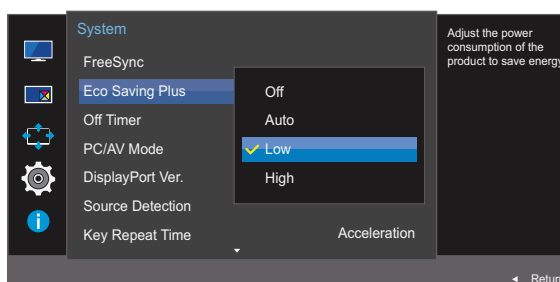 System
FreeSync
Eco Saving Plus
Off Timer
PC/AV Mode
DisplayPort Ver.
Source Detection
Key Repeat Time
Off
Auto
Low
High
Acceleration
Adjust the power
consumption of the
product to save energy
Return